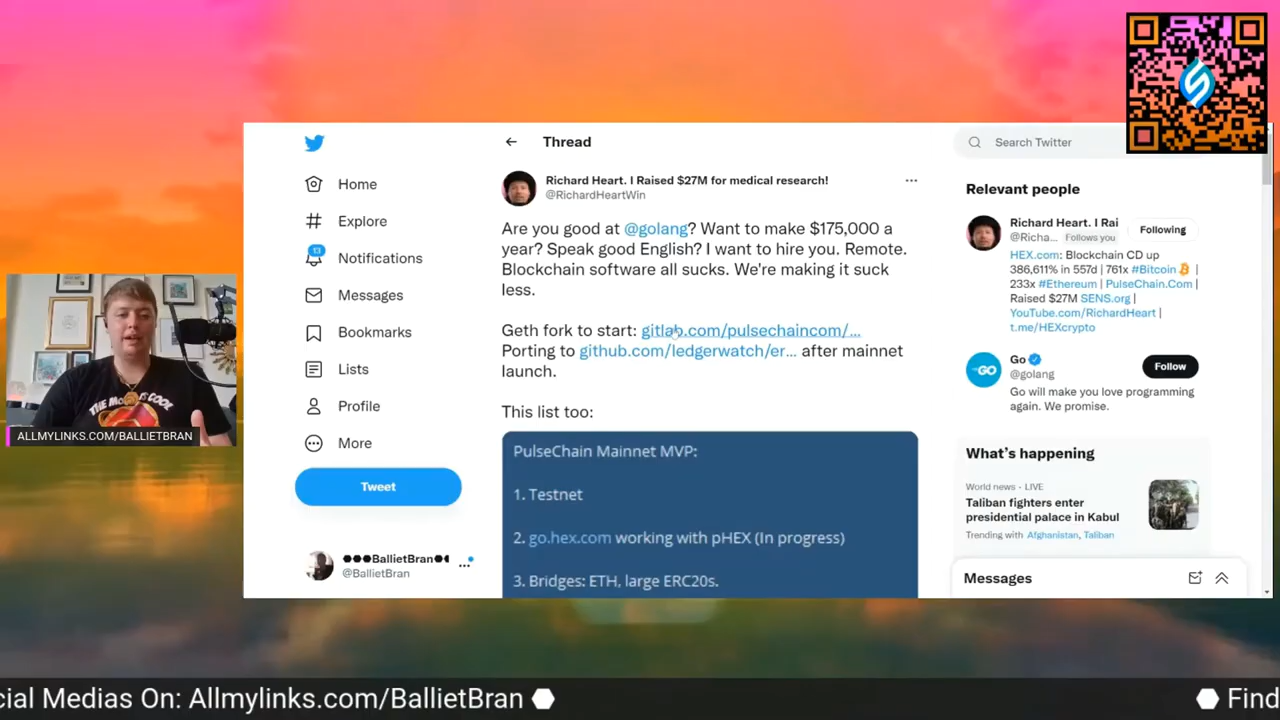 Thread
Search Twitter
Home
Explore
13
Notifications
Messages
Bookmarks
Lists
Profile
More
Tweet
BallietBran
@BallietBran
Richard Heart. I Raised $27M for medical research!
@RichardHeartWin
Are you good at @golang? Want to make $175,000 a
year? Speak good English? I want to hire you. Remote.
Blockchain software all sucks. We're making it suck
less.
Geth fork to start: gitlab.com/pulsechaincom/...
Porting to github.com/ledgerwatch/er... after mainnet
launch.
This list too:
PulseChain Mainnet MVP:
1. Testnet
2. go.hex.com working with pHEX (In progress)
3. Bridges: ETH, large ERC20s.
Relevant people
Richard Heart. I Rai
Following
@Richa... Follows you
HEX.com: Blockchain CD up
386,611% in 557d | 761x #Bitcoin |
233x #Ethereum | PulseChain.Com |
Raised $27M SENS.org |
YouTube.com/RichardHeart |
t.me/HEXcrypto
GO
Go
@golang
Follow
Go will make you love programming
again. We promise.
What's happening
World news · LIVE
Taliban fighters enter
presidential palace in Kabul
Trending with Afghanistan, Taliban
Messages
ALLMYLINKS.COM/BALLIETBRAN
cial Medias On: Allmylinks.com/BallietBran
Find